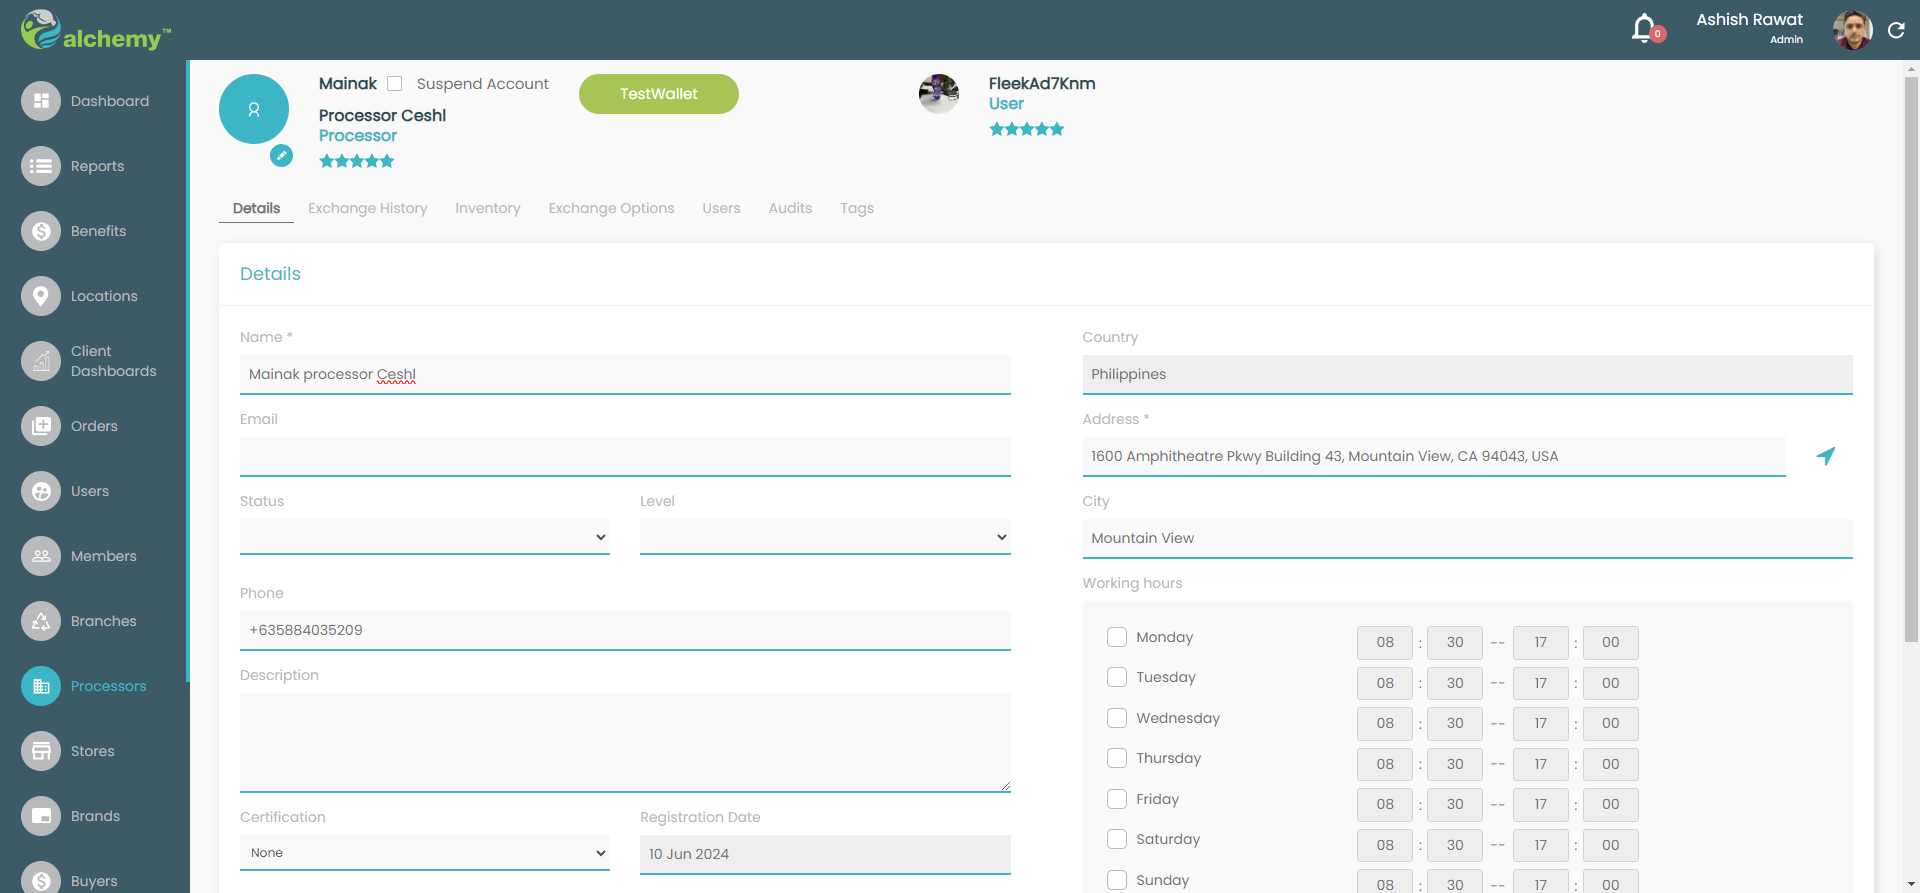 alchemy™
0
Ashish Rawat
Admin
Dashboard
Reports
Benefits
Locations
Client
Dashboards
Orders
Users
Members
Branches
Processors
Stores
Brands
Buyers
Mainak
Suspend Account
TestWallet
Processor Ceshl
Processor
FleekAd7Knm
User
Details
Exchange History
Inventory
Exchange Options
Users
Audits
Tags
Details
Name *
Mainak processor Ceshl
Email
Status
Level
Phone
+635884035209
Description
Certification
Registration Date
None
10 Jun 2024
Country
Philippines
Address *
1600 Amphitheatre Pkwy Building 43, Mountain View, CA 94043, USA
City
Mountain View
Working hours
Monday 08 : 30 -- 17 : 00
Tuesday 08 : 30 -- 17 : 00
Wednesday 08 : 30 -- 17 : 00
Thursday 08 : 30 -- 17 : 00
Friday 08 : 30 -- 17 : 00
Saturday 08 : 30 -- 17 : 00
Sunday 08 : 30 -- 17 : 00